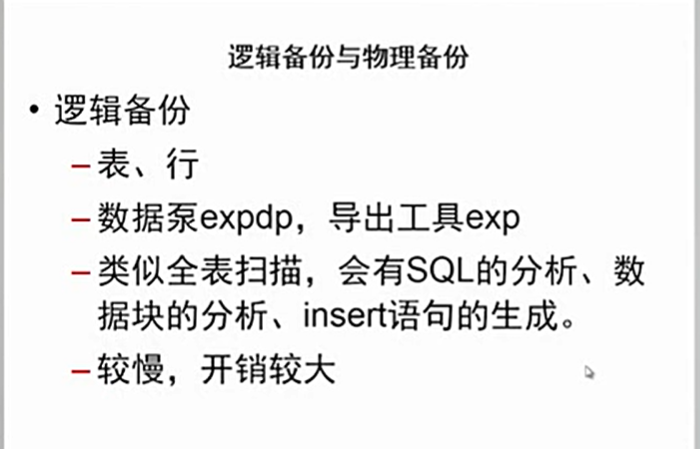 逻辑备份与物理备份
• 逻辑备份
–表、行
–数据泵expdp，导出工具exp
–类似全表扫描，会有SQL的分析、数
据块的分析、insert语句的生成。
–较慢，开销较大